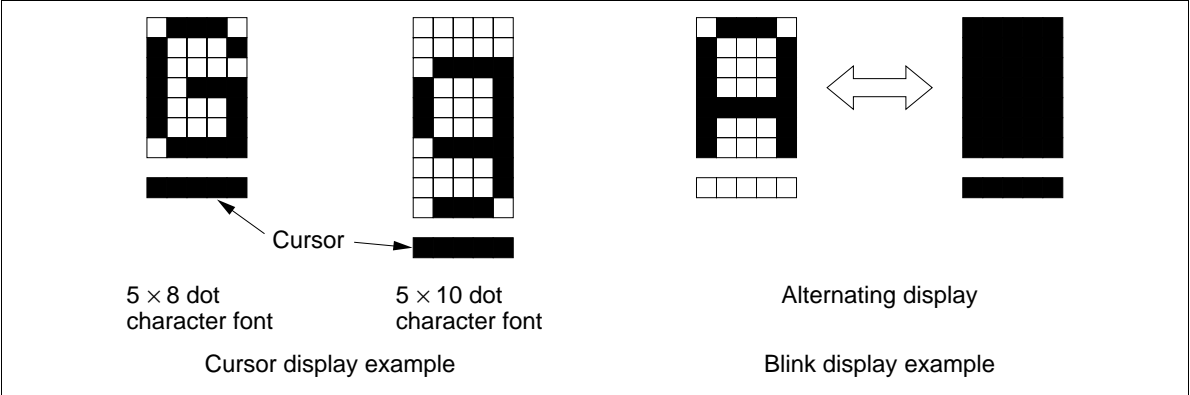 Cursor
5 × 8 dot
character font
5 × 10 dot
character font
Cursor display example
Alternating display
Blink display example